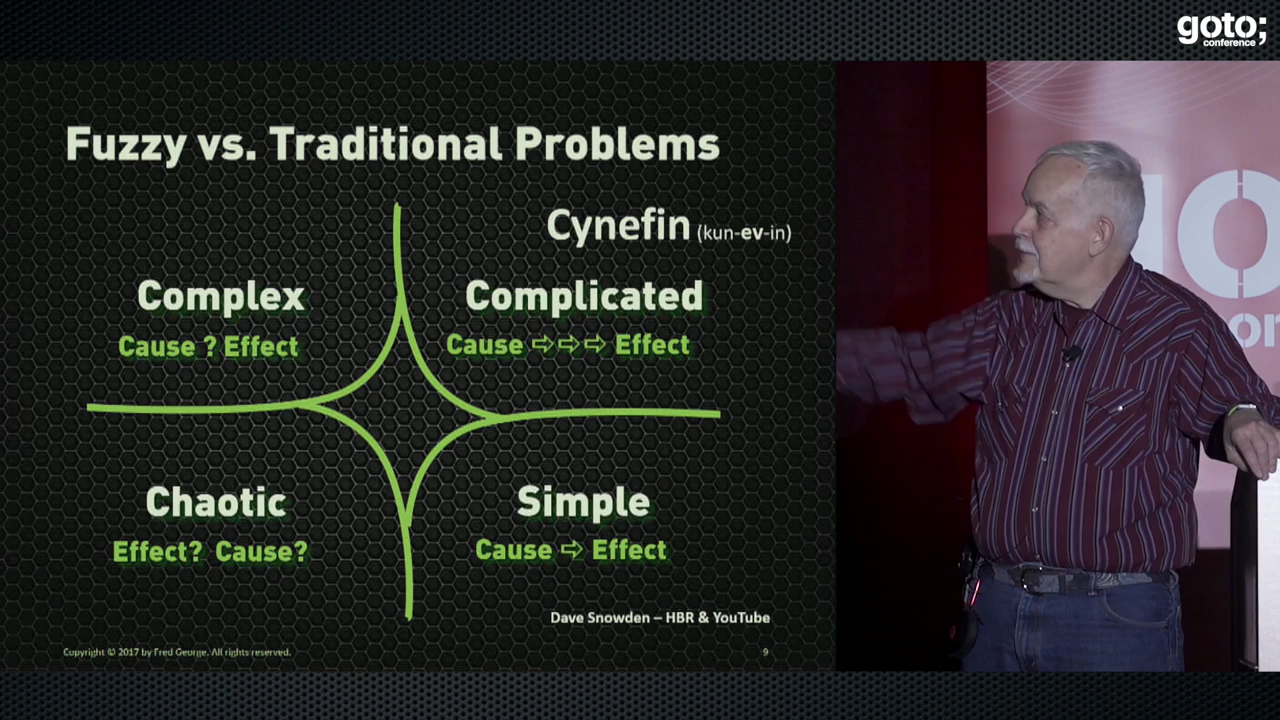 goto;
conference
Fuzzy vs. Traditional Problems
Cynefin (kun-ev-in)
Complex
Cause ? Effect
Complicated
Cause ⇨⇨⇨ Effect
Chaotic
Effect? Cause?
Simple
Cause ⇨ Effect
Dave Snowden – HBR & YouTube
Copyright © 2017 by Fred George. All rights reserved.
9